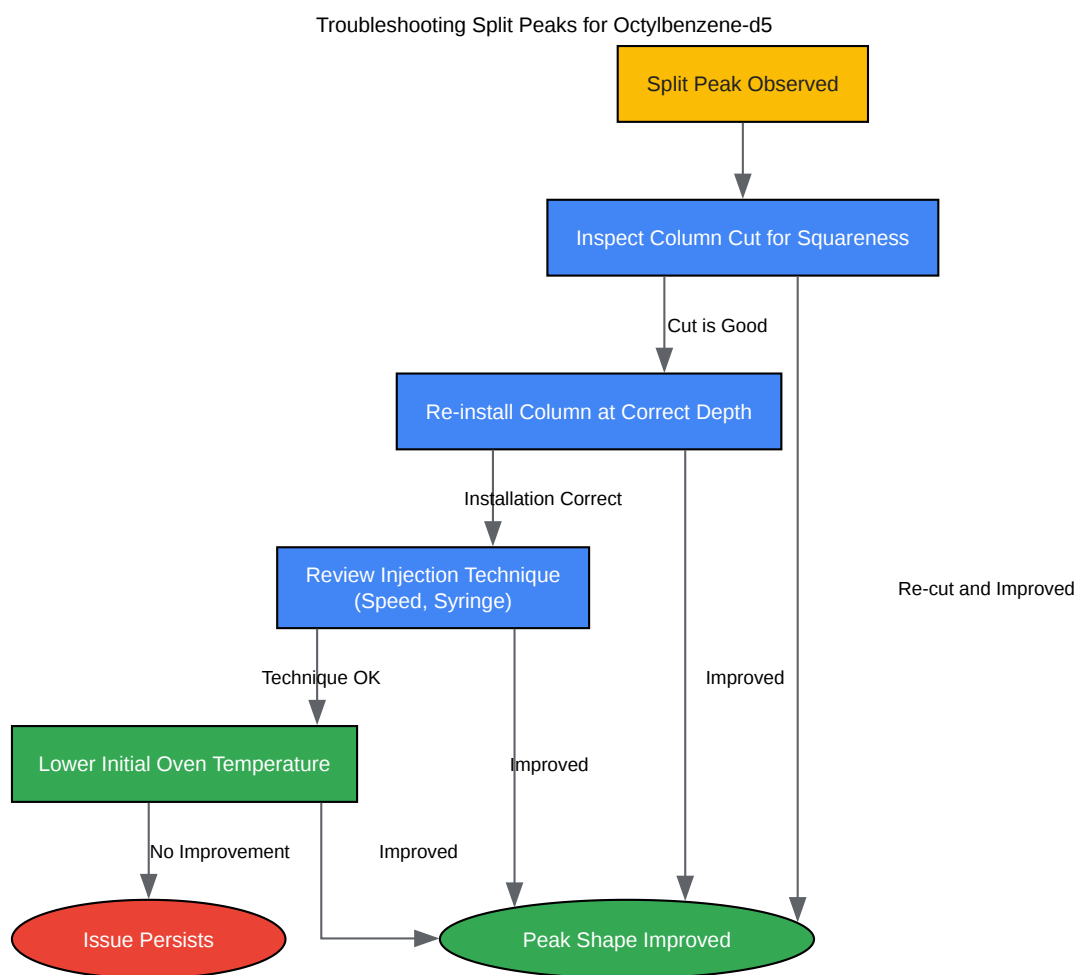 Troubleshooting Split Peaks for Octylbenzene-d5
Split Peak Observed
Inspect Column Cut for Squareness
Cut is Good
Re-install Column at Correct Depth
Installation Correct
Review Injection Technique
(Speed, Syringe)
Re-cut and Improved
Technique OK
Improved
Lower Initial Oven Temperature
Improved
No Improvement
Improved
Issue Persists
Peak Shape Improved